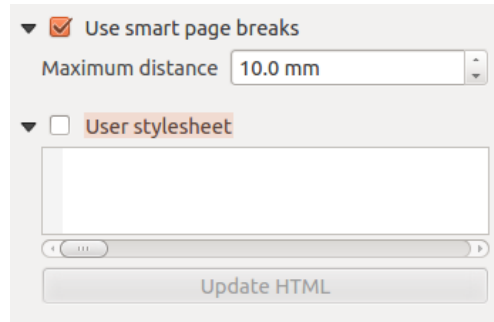 Use smart page breaks
Maximum distance 10.0 mm
User stylesheet
Update HTML